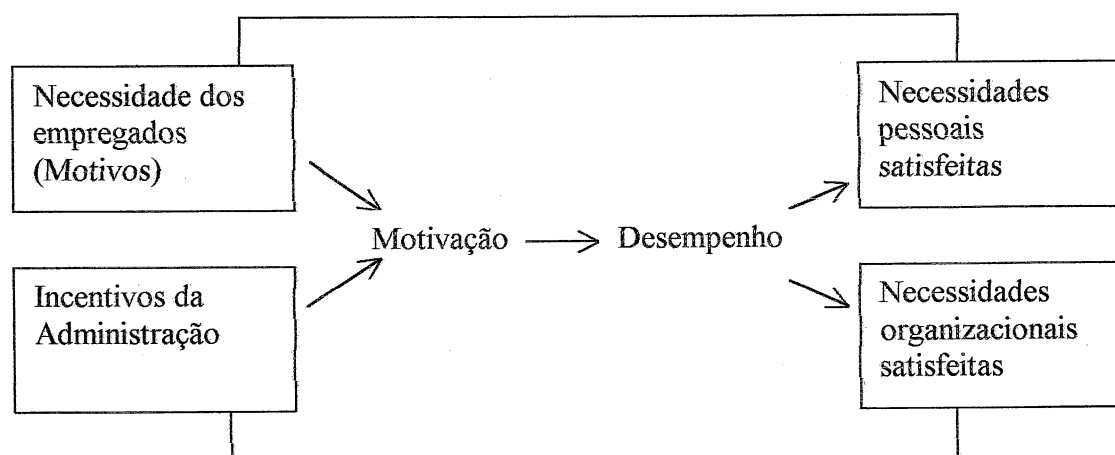 Necessidade dos
empregados
(Motivos)
Incentivos da
Administração
Motivação
Desempenho
Necessidades
pessoais
satisfeitas
Necessidades
organizacionais
satisfeitas